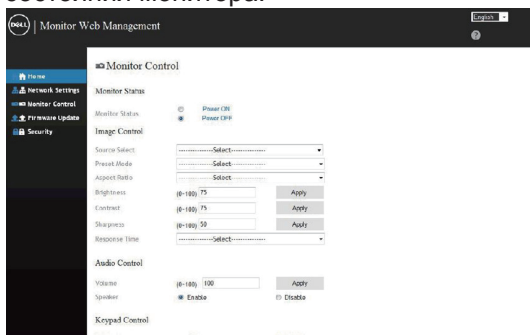 состояния монитора.
DELL | Monitor Web Management
English
?
Home
Network Settings
Monitor Control
Firmware Update
Security
Monitor Control
Monitor Status
Monitor Status
Power ON
Power OFF
Image Control
Source Select ---------------Select---------------
Preset Mode ---------------Select---------------
Aspect Ratio ---------------Select---------------
Brightness (0~100) 75 Apply
Contrast (0~100) 75 Apply
Sharpness (0~100) 50 Apply
Response Time ---------------Select---------------
Audio Control
Volume (0~100) 100 Apply
Speaker Enable Disable
Keypad Control